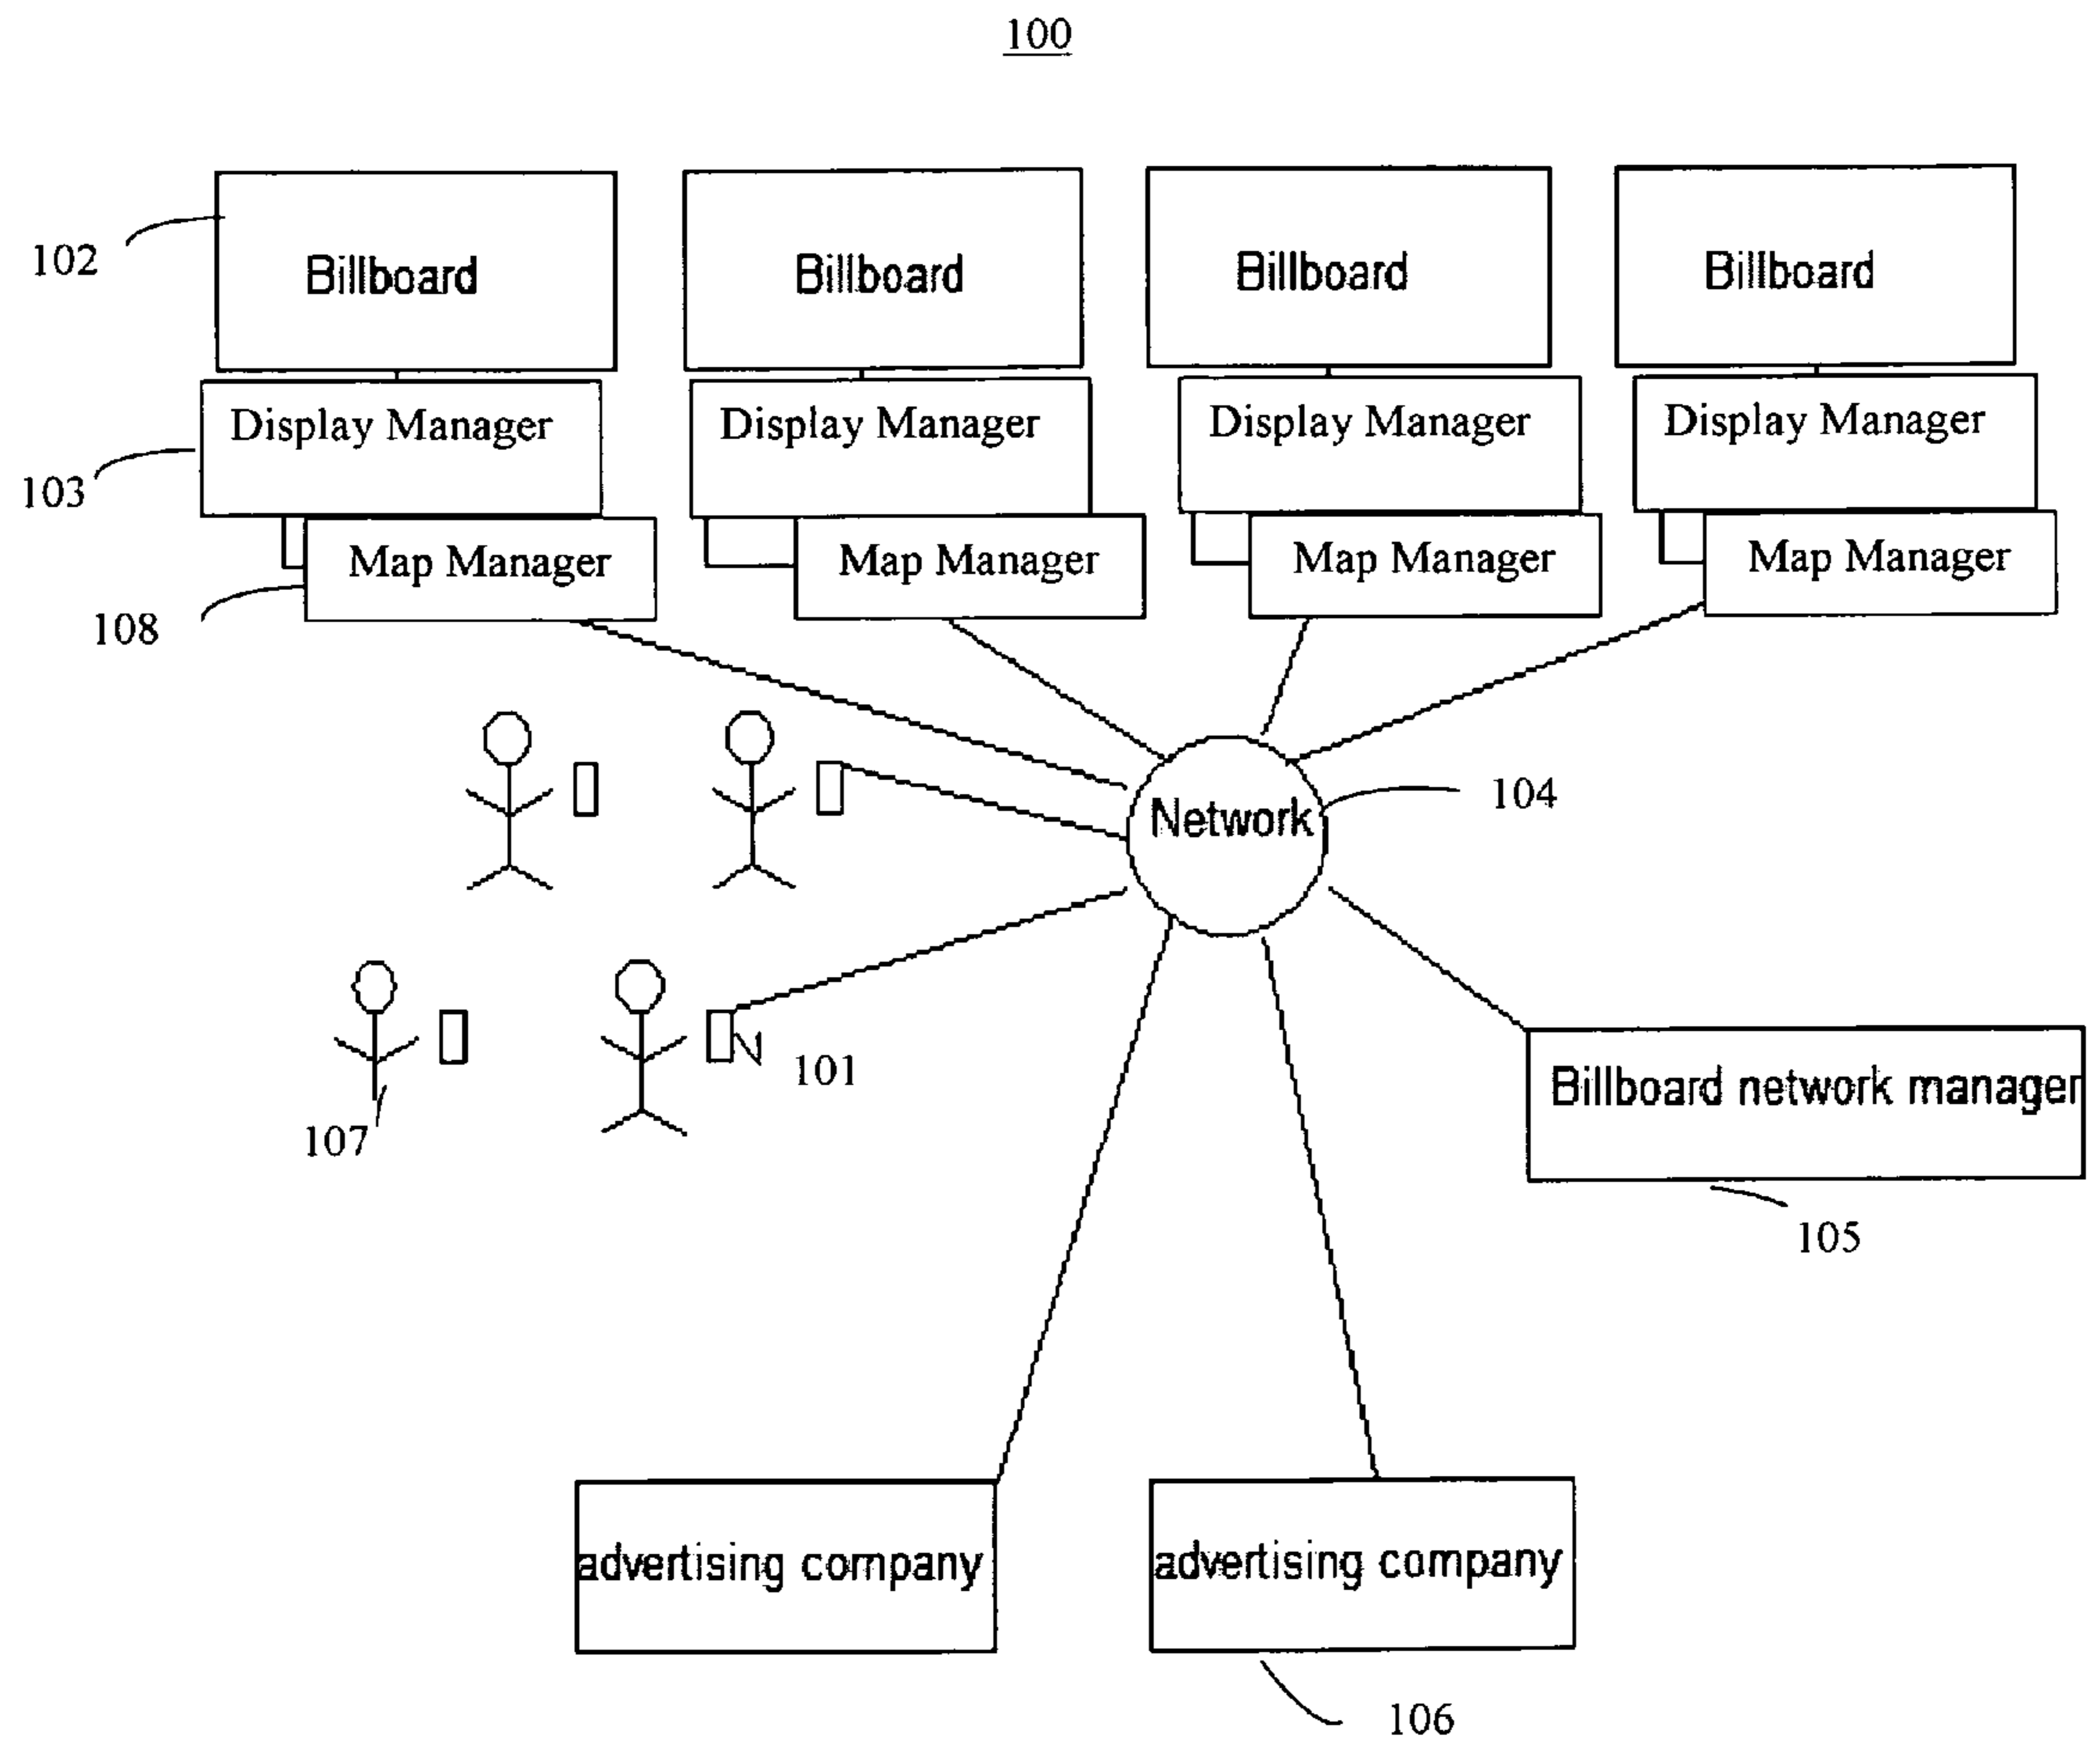 100
102
Billboard
Billboard
Billboard
Billboard
103
Display Manager
Display Manager
Display Manager
Display Manager
108
Map Manager
Map Manager
Map Manager
Map Manager
Network
104
101
107
Billboard network manager
105
advertising company
advertising company
106